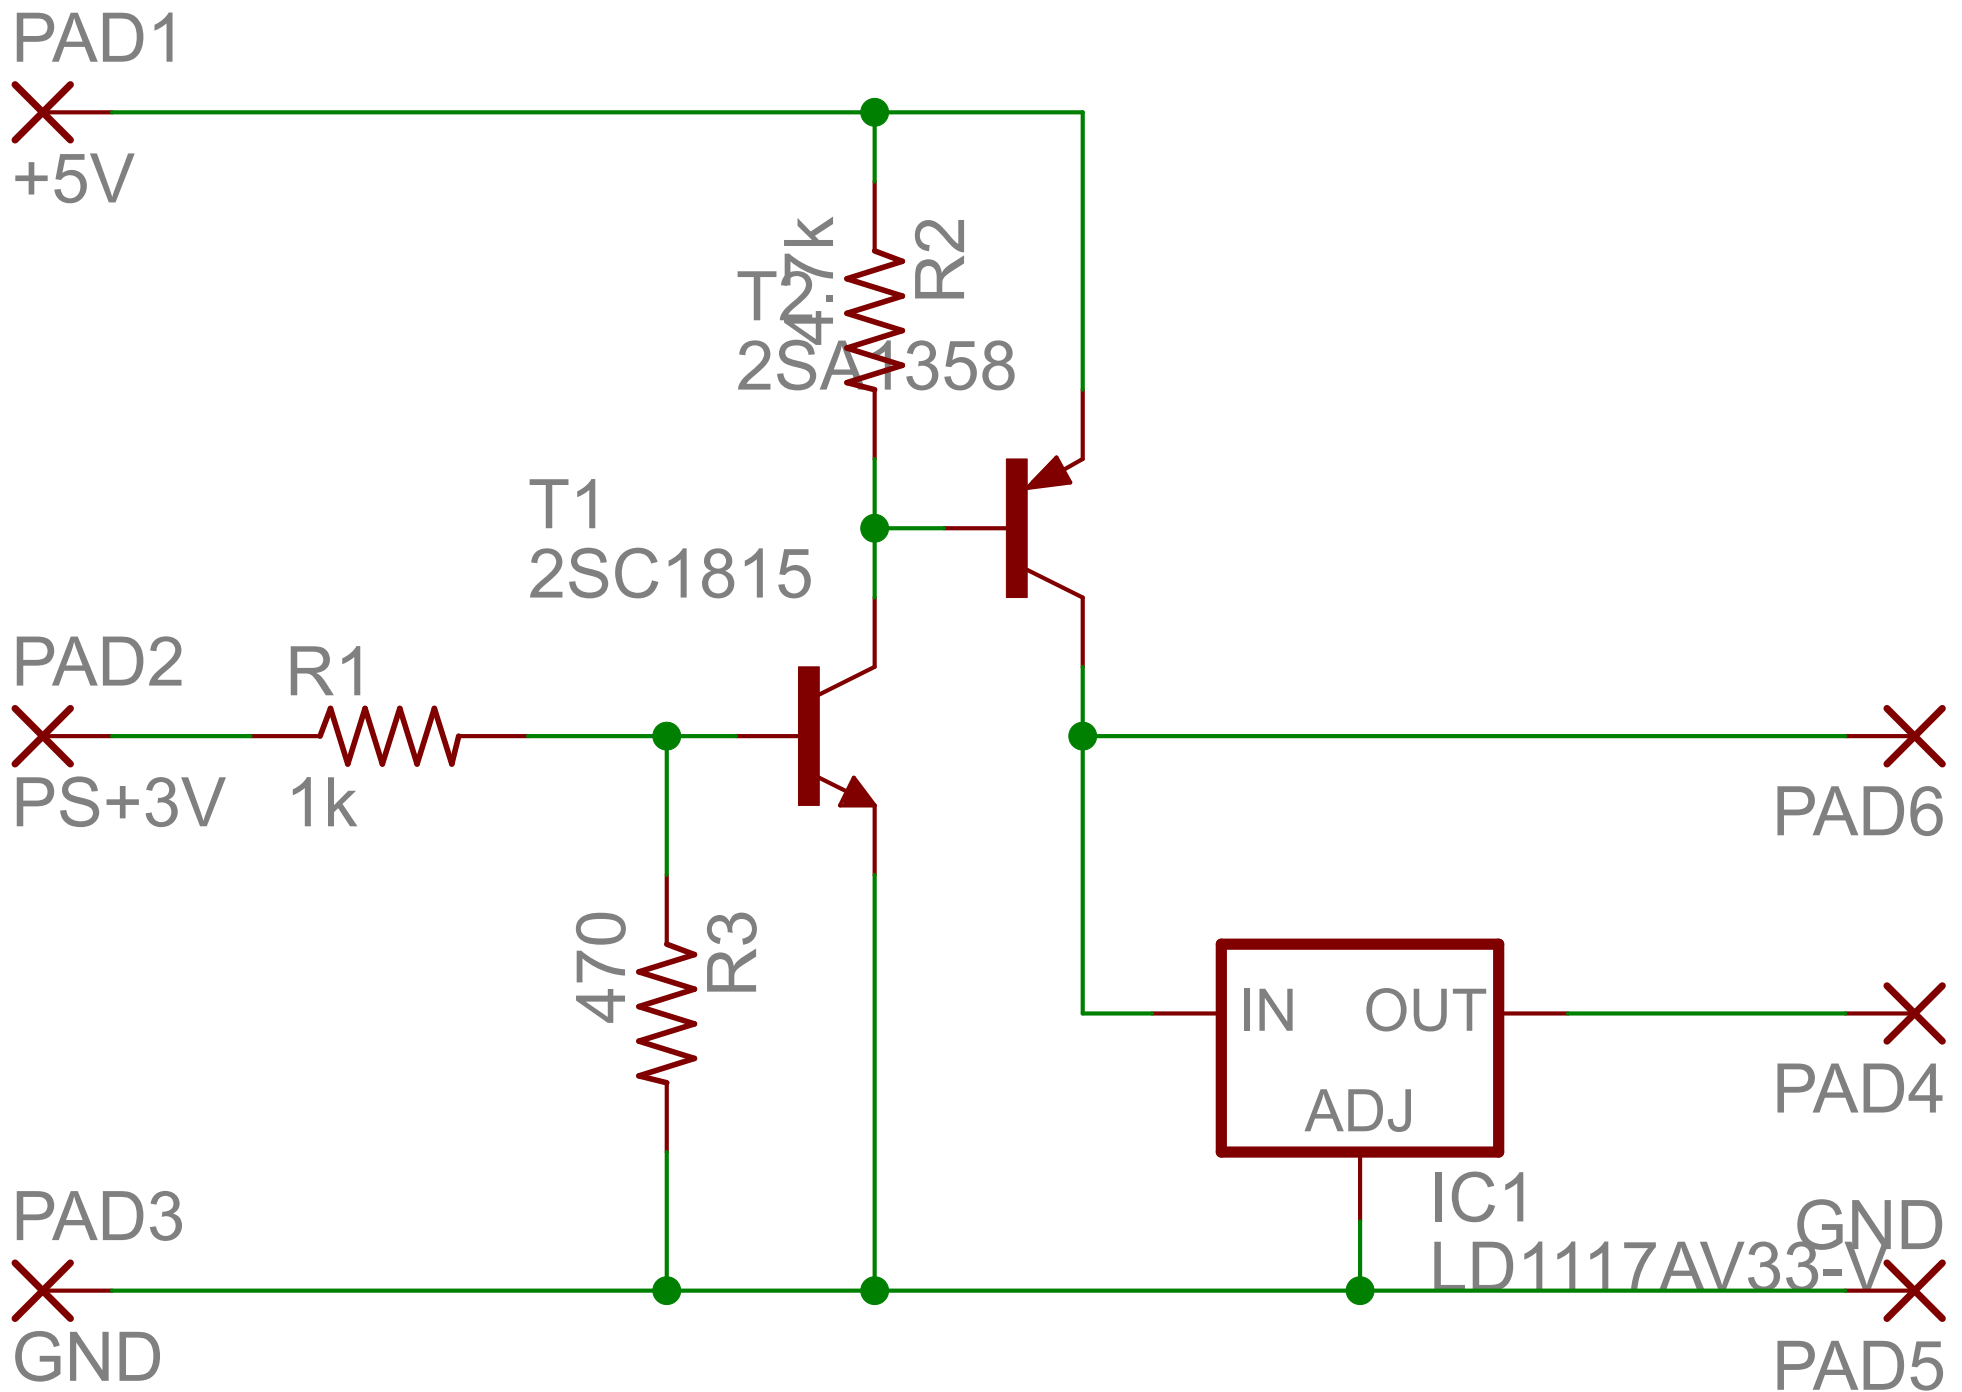 PAD1
+5V
4.7k
R2
T2
2SA1358
T1
2SC1815
PAD2
R1
PS+3V
1k
PAD6
470
R3
IN
OUT
ADJ
PAD4
PAD3
IC1
GND
LD1117AV33-V
GND
PAD5